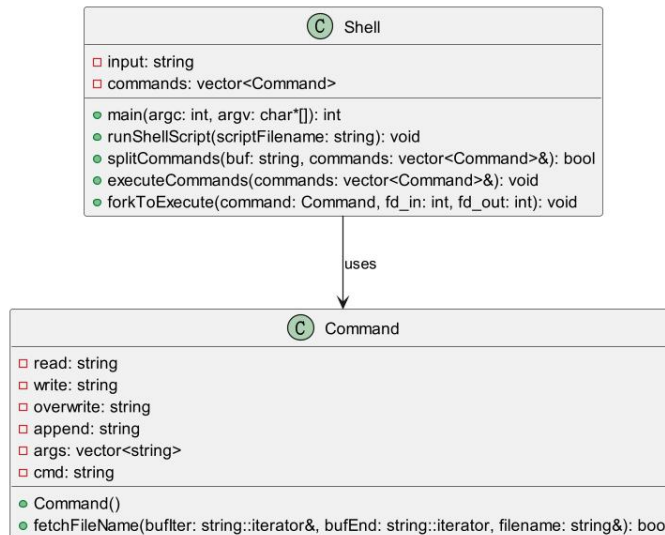 C Shell
input: string
commands: vector<Command>
main(argc: int, argv: char*[]): int
runShellScript(scriptFilename: string): void
splitCommands(buf: string, commands: vector<Command>&): bool
executeCommands(commands: vector<Command>&): void
forkToExecute(command: Command, fd_in: int, fd_out: int): void
uses
C Command
read: string
write: string
overwrite: string
append: string
args: vector<string>
cmd: string
Command()
fetchFileName(bufIter: string::iterator&, bufEnd: string::iterator, filename: string&): bool